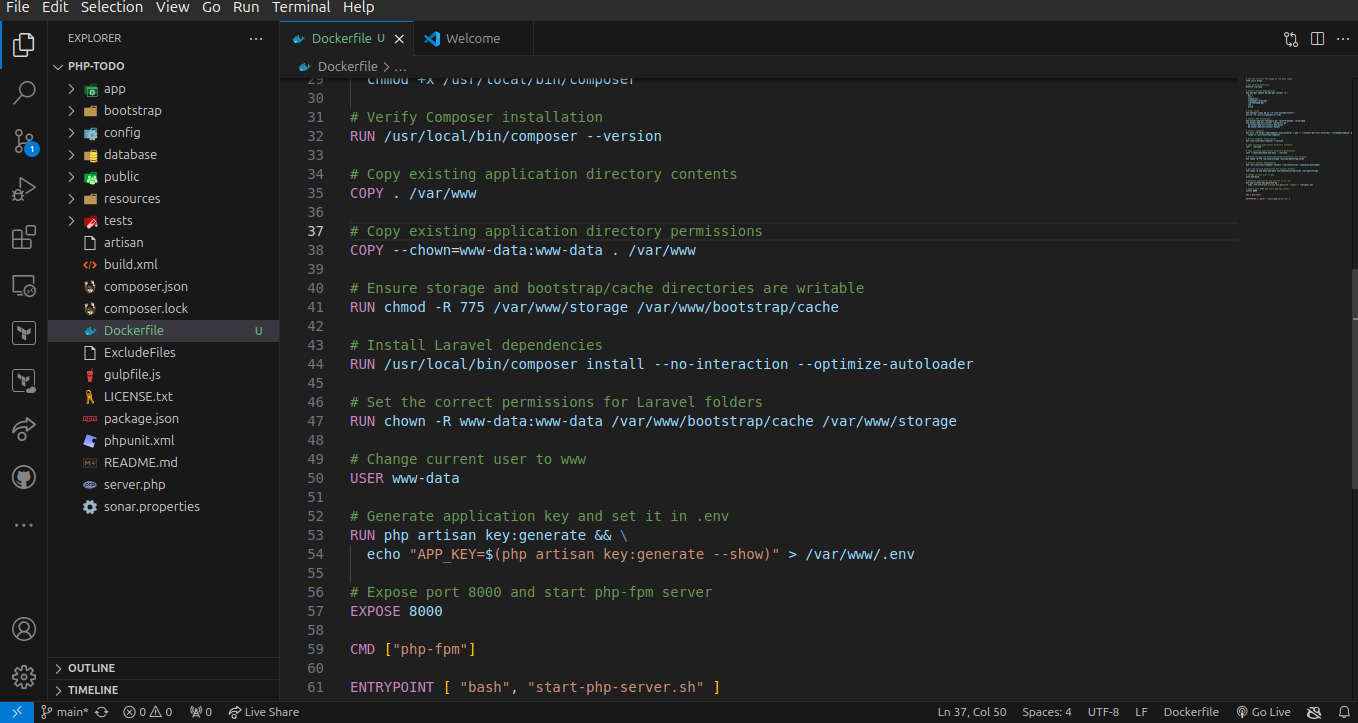 File Edit Selection View Go Run Terminal Help
EXPLORER
PHP-TODO
app
bootstrap
config
database
public
resources
tests
artisan
build.xml
composer.json
composer.lock
Dockerfile U
ExcludeFiles
gulpfile.js
LICENSE.txt
package.json
phpunit.xml
README.md
server.php
sonar.properties
OUTLINE
TIMELINE
1
Dockerfile U
Welcome
Dockerfile > ...
29 chmod +x /usr/local/bin/composer
30
31 # Verify Composer installation
32 RUN /usr/local/bin/composer --version
33
34 # Copy existing application directory contents
35 COPY . /var/www
36
37 # Copy existing application directory permissions
38 COPY --chown=www-data:www-data . /var/www
39
40 # Ensure storage and bootstrap/cache directories are writable
41 RUN chmod -R 775 /var/www/storage /var/www/bootstrap/cache
42
43 # Install Laravel dependencies
44 RUN /usr/local/bin/composer install --no-interaction --optimize-autoloader
45
46 # Set the correct permissions for Laravel folders
47 RUN chown -R www-data:www-data /var/www/bootstrap/cache /var/www/storage
48
49 # Change current user to www
50 USER www-data
51
52 # Generate application key and set it in .env
53 RUN php artisan key:generate && \
54 echo "APP_KEY=$(php artisan key:generate --show)" > /var/www/.env
55
56 # Expose port 8000 and start php-fpm server
57 EXPOSE 8000
58
59 CMD ["php-fpm"]
60
61 ENTRYPOINT [ "bash", "start-php-server.sh" ]
main* 0 0 0 Live Share
Ln 37, Col 50 Spaces: 4 UTF-8 LF Dockerfile Go Live